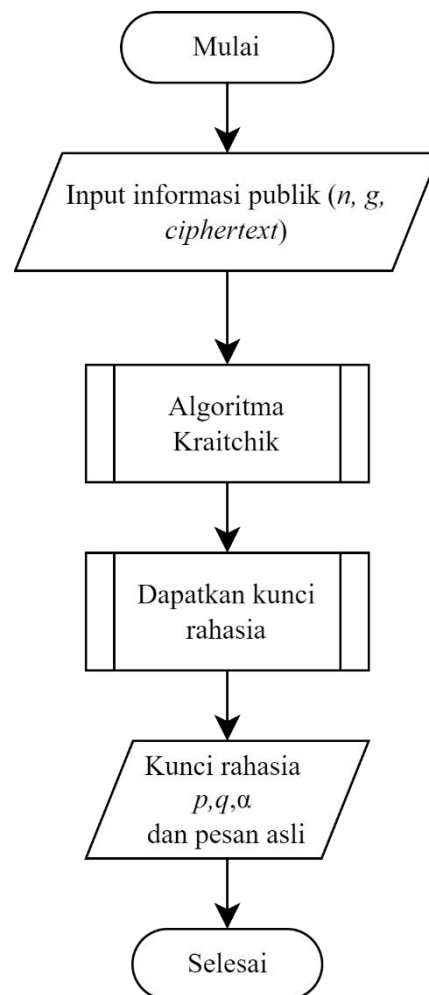 Mulai
Input informasi publik (n, g,
ciphertext)
Algoritma
Kraitchik
Dapatkan kunci
rahasia
Kunci rahasia
p,q,α
dan pesan asli
Selesai